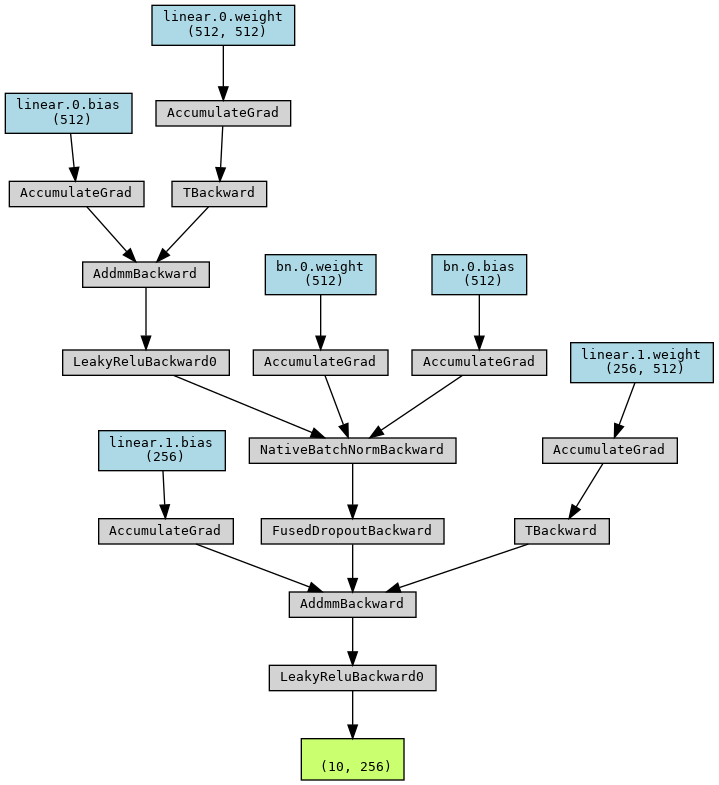 linear.0.weight
(512, 512)
linear.0.bias
(512)
AccumulateGrad
AccumulateGrad
TBackward
AddmmBackward
bn.0.weight
(512)
bn.0.bias
(512)
LeakyReluBackward0
AccumulateGrad
AccumulateGrad
linear.1.weight
(256, 512)
linear.1.bias
(256)
NativeBatchNormBackward
AccumulateGrad
AccumulateGrad
FusedDropoutBackward
TBackward
AddmmBackward
LeakyReluBackward0
(10, 256)